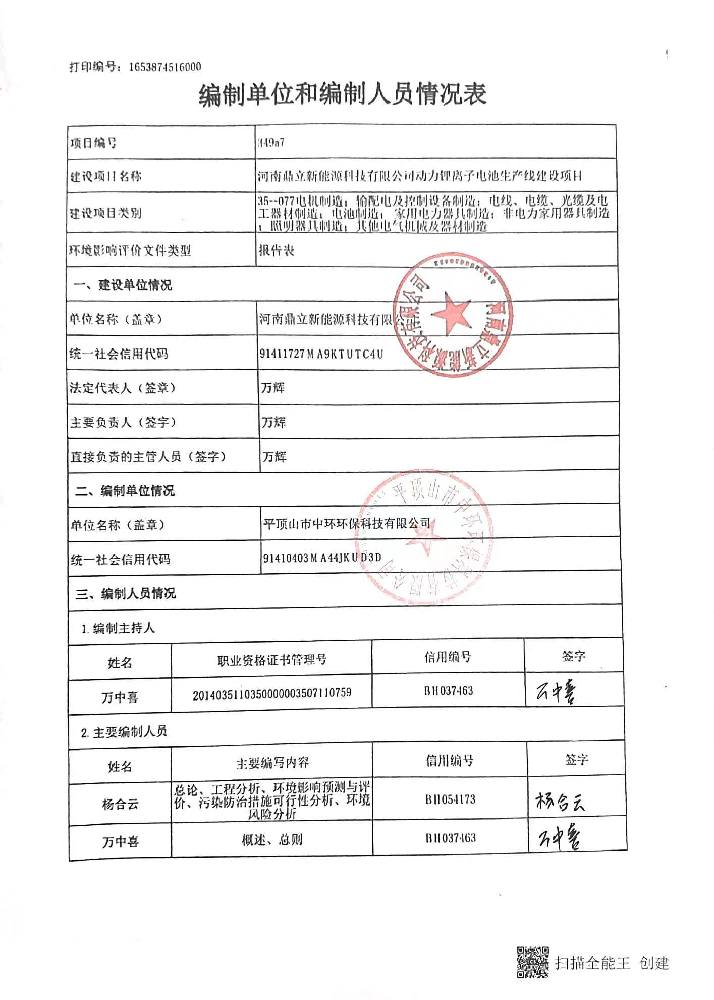 打印编号：1653874516000
编制单位和编制人员情况表
项目编号
建设项目名称 河南鼎立新能源科技有限公司动力锂离子电池生产线建设项目
建设项目类别 35--077电机制造；输配电及控制设备制造；电线、电缆、光缆及电
工器材制造；电池制造；家用电力器具制造；非电力家用器具制造
；照明器具制造；其他电气机械及器材制造
环境影响评价文件类型 报告表
一、建设单位情况
单位名称（盖章） 河南鼎立新能源科技有限公司
统一社会信用代码 91411727MA9KTUTC4U
法定代表人（签章） 万辉
主要负责人（签字） 万辉
直接负责的主管人员（签字） 万辉
二、编制单位情况
单位名称（盖章） 平顶山市中环环保科技有限公司
统一社会信用代码 91410403MA44JKUD3D
三、编制人员情况
1.编制主持人
姓名 职业资格证书管理号 信用编号 签字
万中喜 2014035110350000003507110759 BH037463 万中喜
2.主要编制人员
姓名 主要编写内容 信用编号 签字
杨合云 总论、工程分析、环境影响预测与评
价、污染防治措施可行性分析、环境
风险分析 BH054173 杨合云
万中喜 概述、总则 BH037463 万中喜
河南鼎立新能源科技有限公司
平顶山市中环环保科技有限公司
扫描全能王 创建